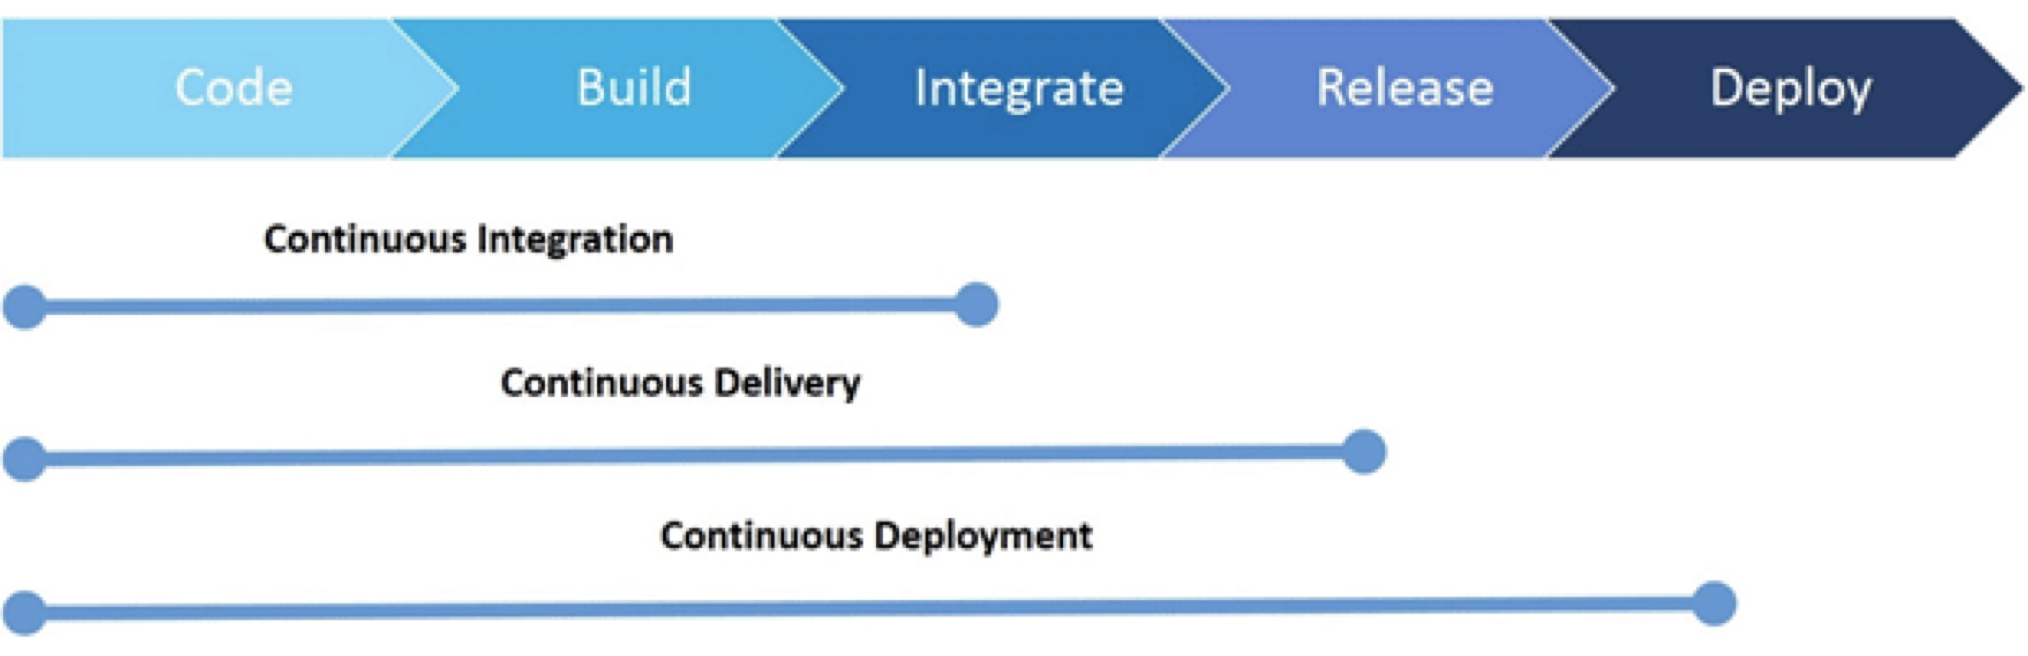 Code Build Integrate Release Deploy
Continuous Integration
Continuous Delivery
Continuous Deployment